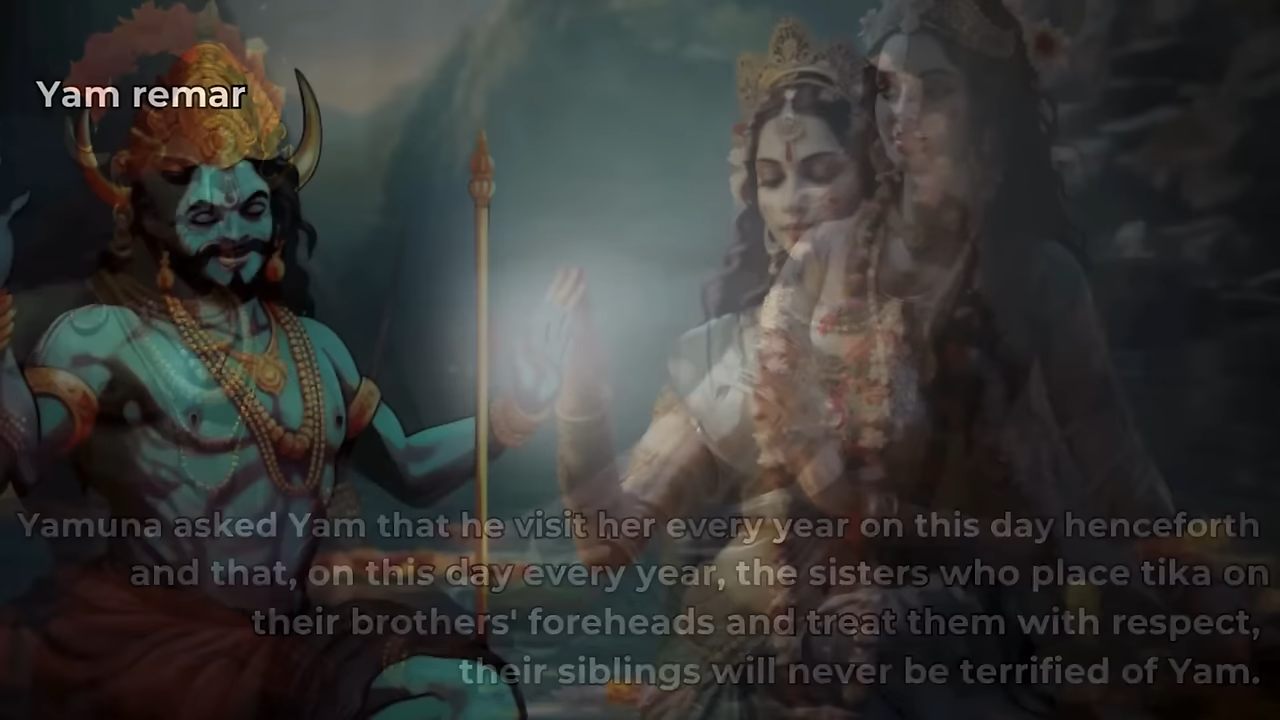 Yam remar
Yamuna asked Yam that he visit her every year on this day henceforth
and that, on this day every year, the sisters who place tika on
their brothers' foreheads and treat them with respect,
their siblings will never be terrified of Yam.